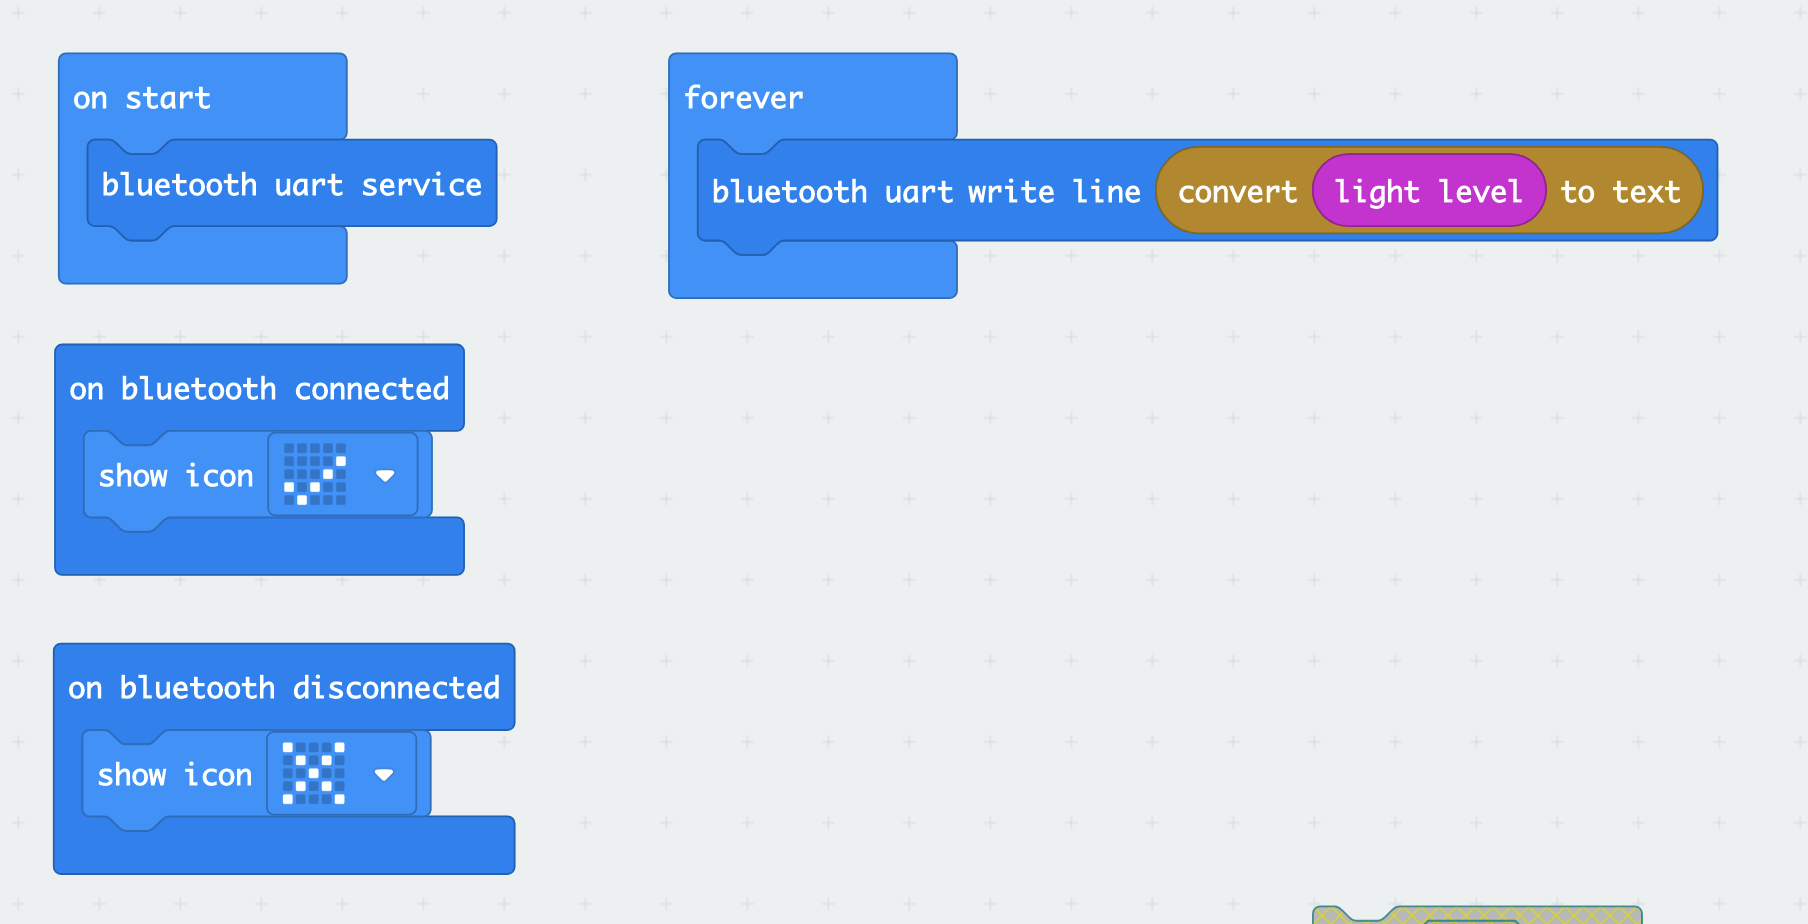 on start
bluetooth uart service
forever
bluetooth uart write line convert light level to text
on bluetooth connected
show icon
on bluetooth disconnected
show icon